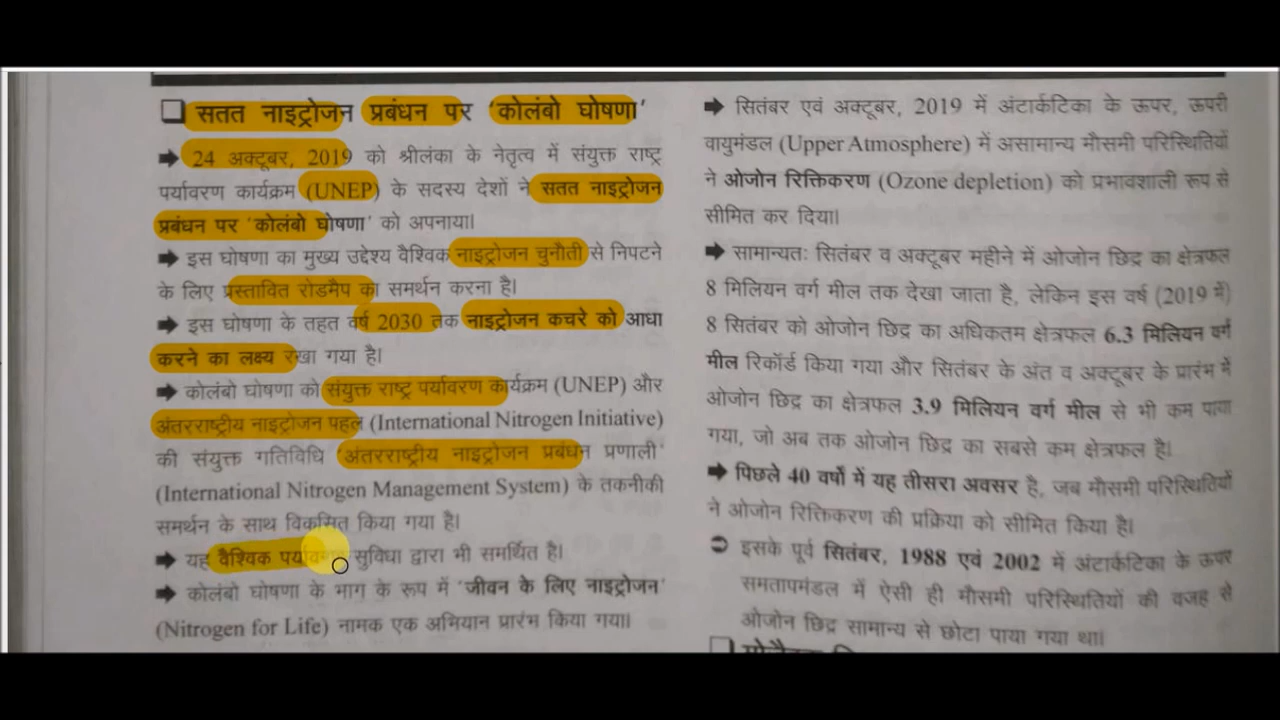 ❑ सतत नाइट्रोजन प्रबंधन पर 'कोलंबो घोषणा'
➡ 24 अक्टूबर, 2019 को श्रीलंका के नेतृत्व में संयुक्त राष्ट्र
पर्यावरण कार्यक्रम (UNEP) के सदस्य देशों ने सतत नाइट्रोजन
प्रबंधन पर 'कोलंबो घोषणा' को अपनाया।
➡ इस घोषणा का मुख्य उद्देश्य वैश्विक नाइट्रोजन चुनौती से निपटने
के लिए प्रस्तावित रोडमैप का समर्थन करना है।
➡ इस घोषणा के तहत वर्ष 2030 तक नाइट्रोजन कचरे को आधा
करने का लक्ष्य रखा गया है।
➡ कोलंबो घोषणा को संयुक्त राष्ट्र पर्यावरण कार्यक्रम (UNEP) और
अंतरराष्ट्रीय नाइट्रोजन पहल (International Nitrogen Initiative)
की संयुक्त गतिविधि 'अंतरराष्ट्रीय नाइट्रोजन प्रबंधन प्रणाली'
(International Nitrogen Management System) के तकनीकी
समर्थन के साथ विकसित किया गया है।
➡ यह वैश्विक पर्यावरण सुविधा द्वारा भी समर्थित है।
➡ कोलंबो घोषणा के भाग के रूप में 'जीवन के लिए नाइट्रोजन'
(Nitrogen for Life) नामक एक अभियान प्रारंभ किया गया।
➡ सितंबर एवं अक्टूबर, 2019 में अंटार्कटिका के ऊपर, ऊपरी
वायुमंडल (Upper Atmosphere) में असामान्य मौसमी परिस्थितियों
ने ओजोन रिक्तिकरण (Ozone depletion) को प्रभावशाली रूप से
सीमित कर दिया।
➡ सामान्यतः सितंबर व अक्टूबर महीने में ओजोन छिद्र का क्षेत्रफल
8 मिलियन वर्ग मील तक देखा जाता है, लेकिन इस वर्ष (2019 में)
8 सितंबर को ओजोन छिद्र का अधिकतम क्षेत्रफल 6.3 मिलियन वर्ग
मील रिकॉर्ड किया गया और सितंबर के अंत व अक्टूबर के प्रारंभ में
ओजोन छिद्र का क्षेत्रफल 3.9 मिलियन वर्ग मील से भी कम पाया
गया, जो अब तक ओजोन छिद्र का सबसे कम क्षेत्रफल है।
➡ पिछले 40 वर्षों में यह तीसरा अवसर है, जब मौसमी परिस्थितियों
ने ओजोन रिक्तिकरण की प्रक्रिया को सीमित किया है।
➲ इसके पूर्व सितंबर, 1988 एवं 2002 में अंटार्कटिका के ऊपर
समतापमंडल में ऐसी ही मौसमी परिस्थितियों की वजह से
ओजोन छिद्र सामान्य से छोटा पाया गया था।